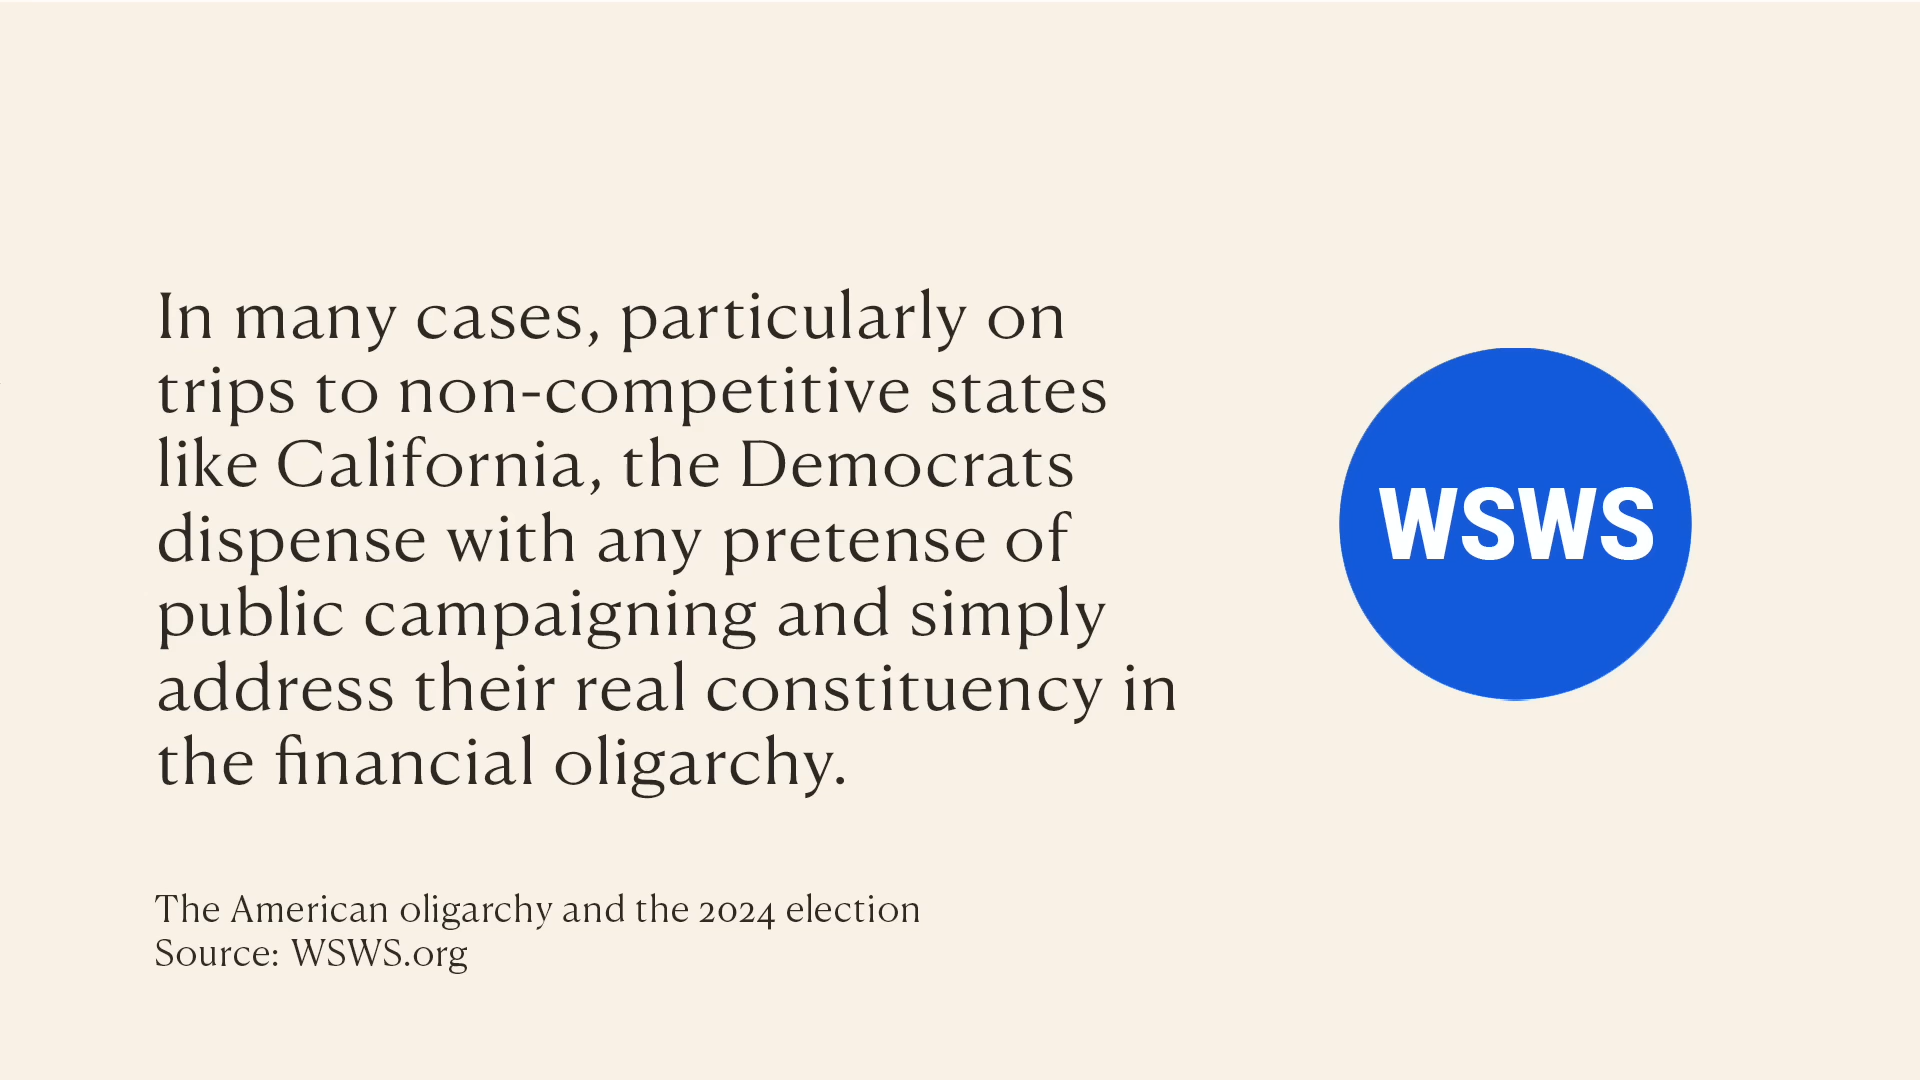 In many cases, particularly on
trips to non-competitive states
like California, the Democrats
dispense with any pretense of
public campaigning and simply
address their real constituency in
the financial oligarchy.
WSWS
The American oligarchy and the 2024 election
Source: WSWS.org